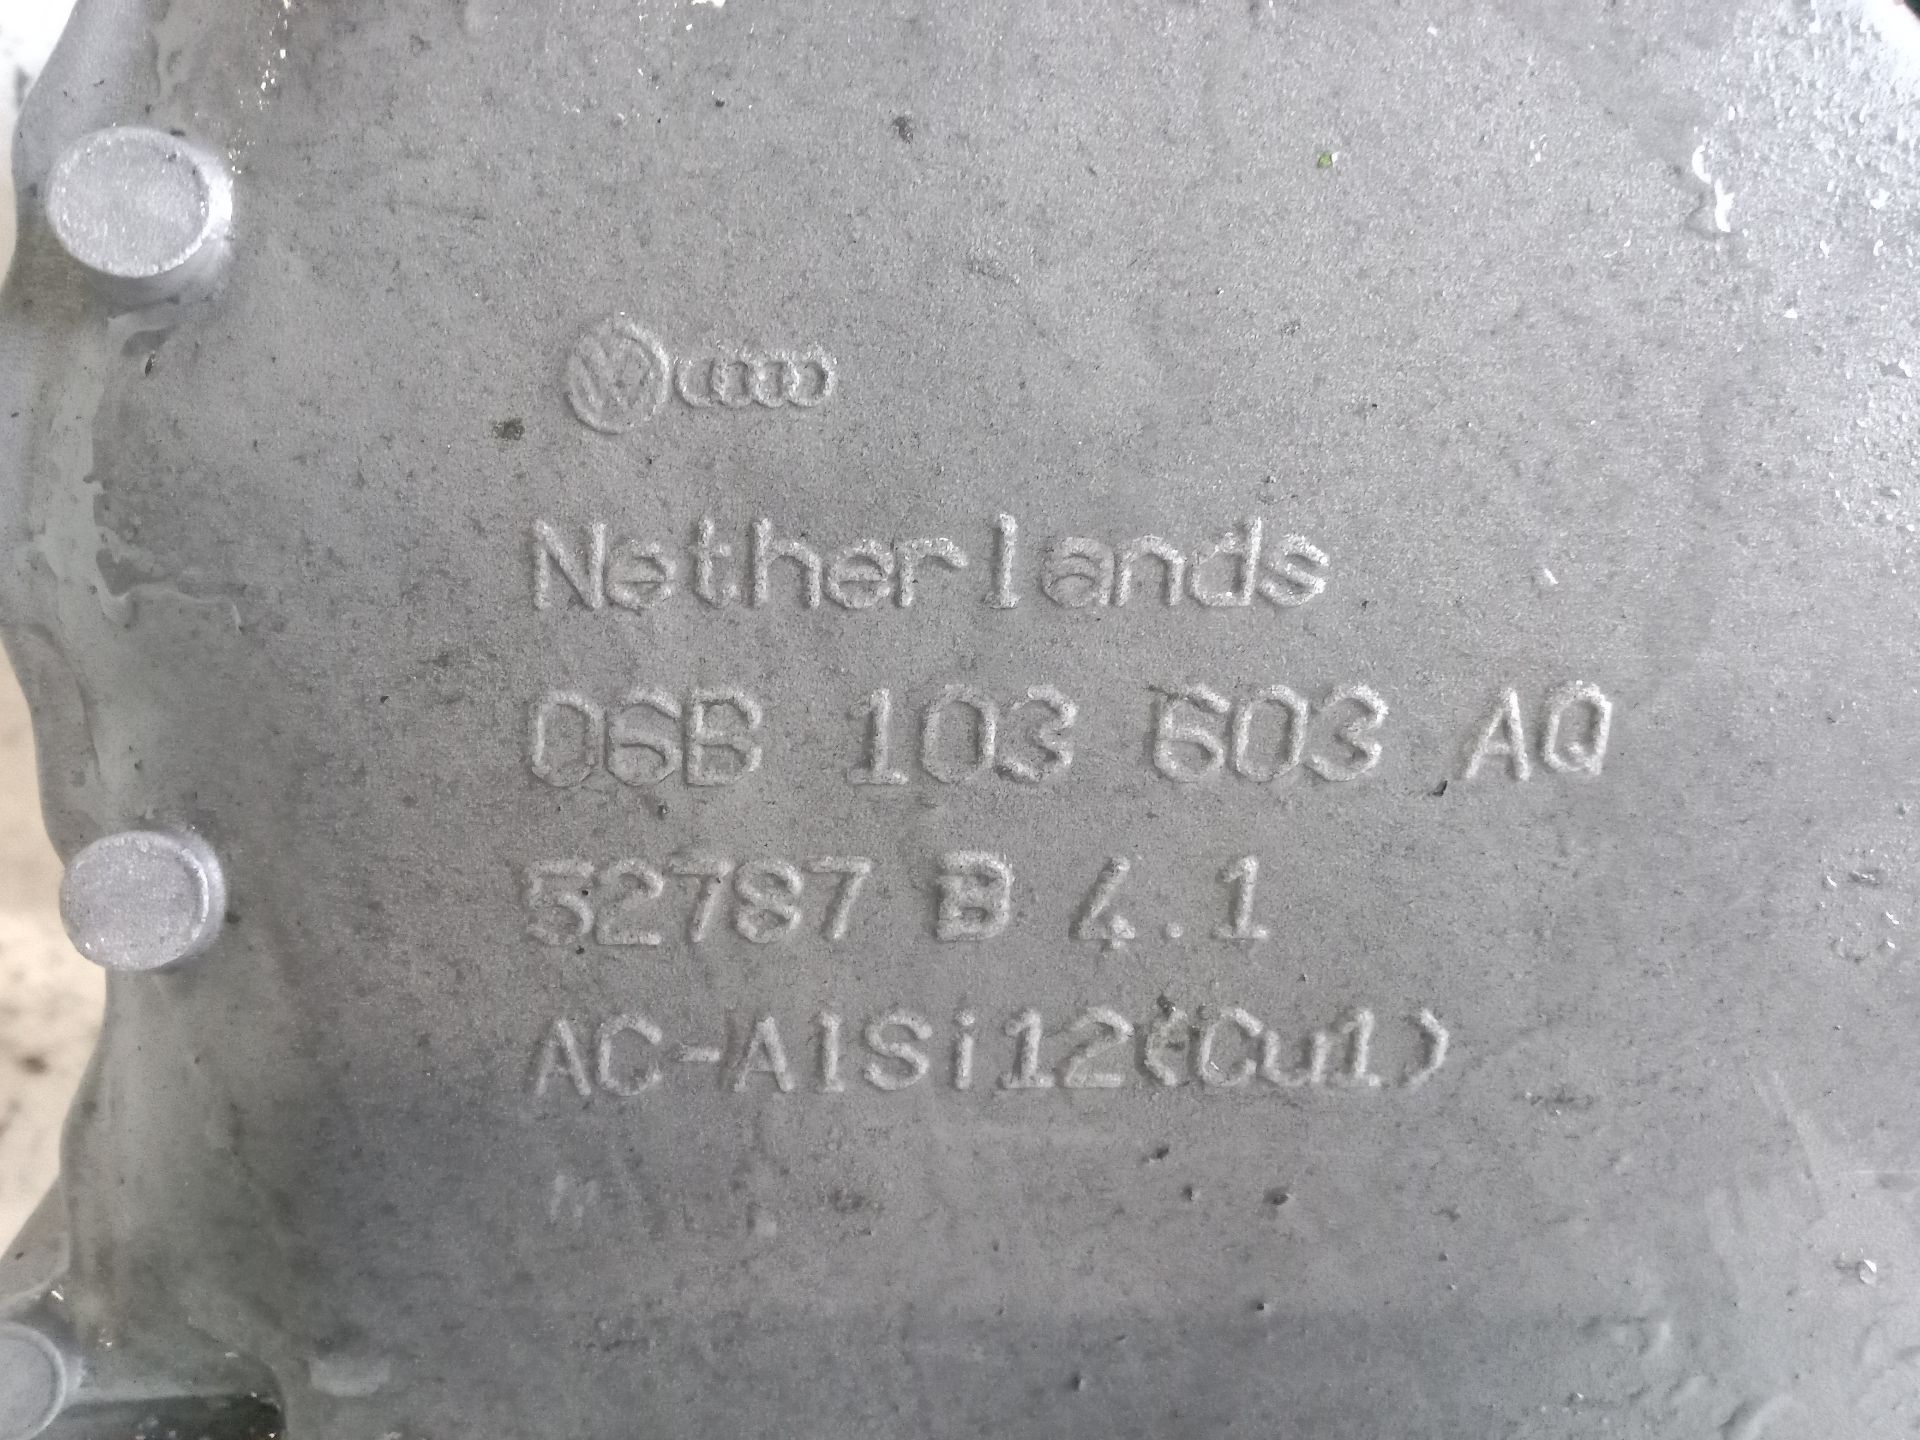 Netherlands
06B 103 603 AQ
52787 B 4.1
AC-AlSi12(Cu1)